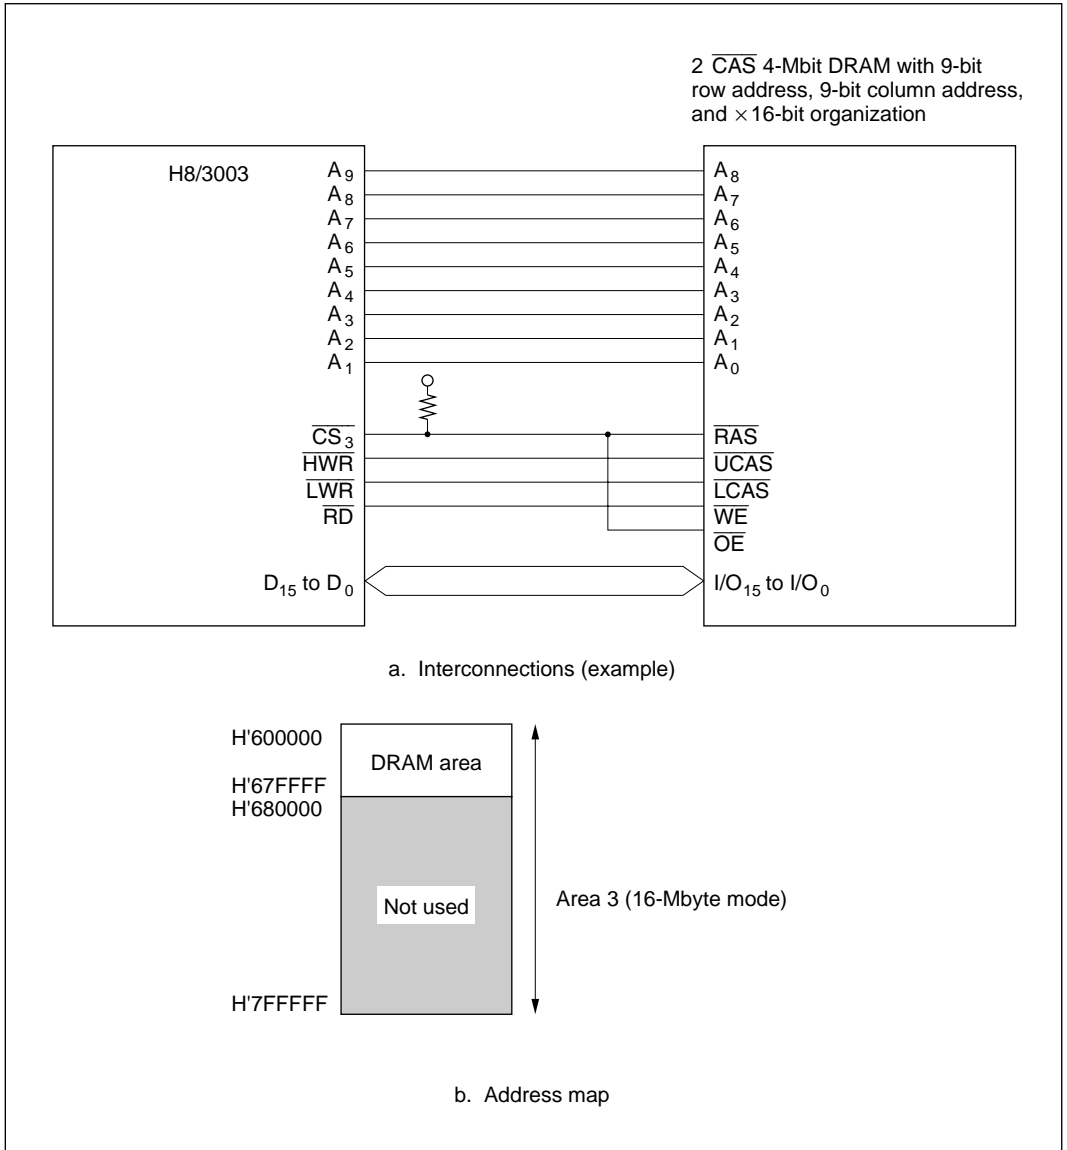 2 CAS 4-Mbit DRAM with 9-bit
row address, 9-bit column address,
and ×16-bit organization
H8/3003
A9
A8
A8
A7
A7
A6
A6
A5
A5
A4
A4
A3
A3
A2
A2
A1
A1
A0
CS3
RAS
HWR
UCAS
LWR
LCAS
RD
WE
OE
D15 to D0
I/O15 to I/O0
a. Interconnections (example)
H'600000
DRAM area
H'67FFFF
H'680000
Not used
Area 3 (16-Mbyte mode)
H'7FFFFF
b. Address map